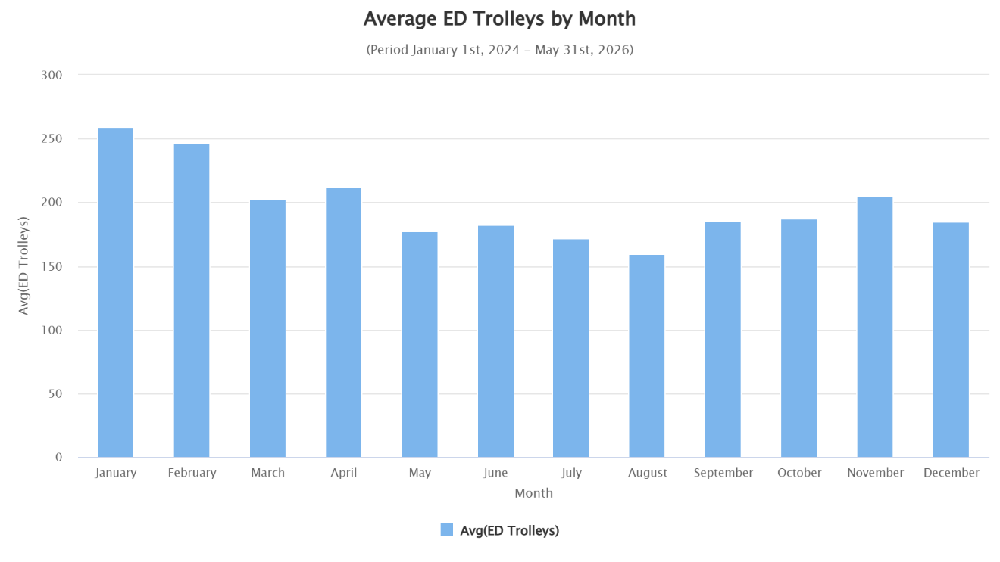 Average ED Trolleys by Month
(Period January 1st, 2024 – May 31st, 2026)
300
250
200
150
100
50
0
Avg(ED Trolleys)
January February March April May June July August September October November December
Month
Avg(ED Trolleys)